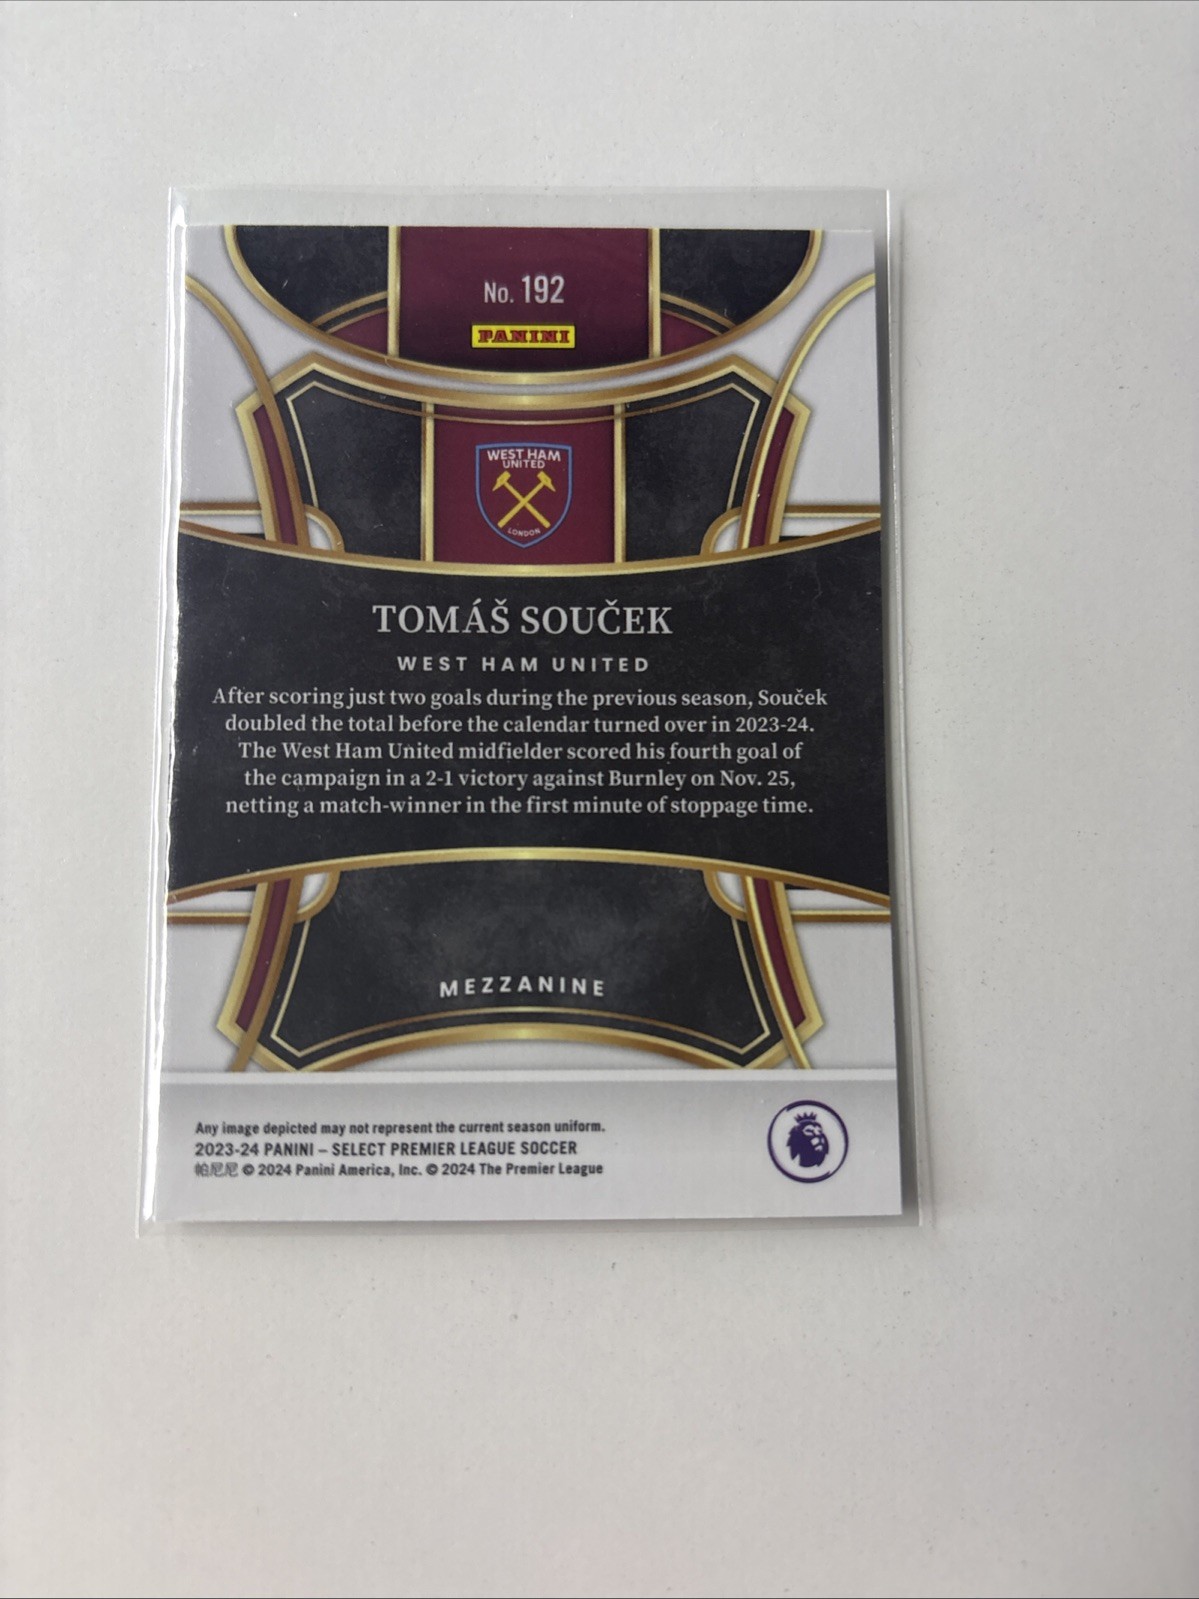 No. 192
PANINI
WEST HAM
UNITED
LONDON
TOMÁŠ SOUČEK
WEST HAM UNITED
After scoring just two goals during the previous season, Souček
doubled the total before the calendar turned over in 2023-24.
The West Ham United midfielder scored his fourth goal of
the campaign in a 2-1 victory against Burnley on Nov. 25,
netting a match-winner in the first minute of stoppage time.
MEZZANINE
Any image depicted may not represent the current season uniform.
2023-24 PANINI – SELECT PREMIER LEAGUE SOCCER
帕尼尼 © 2024 Panini America, Inc. © 2024 The Premier League